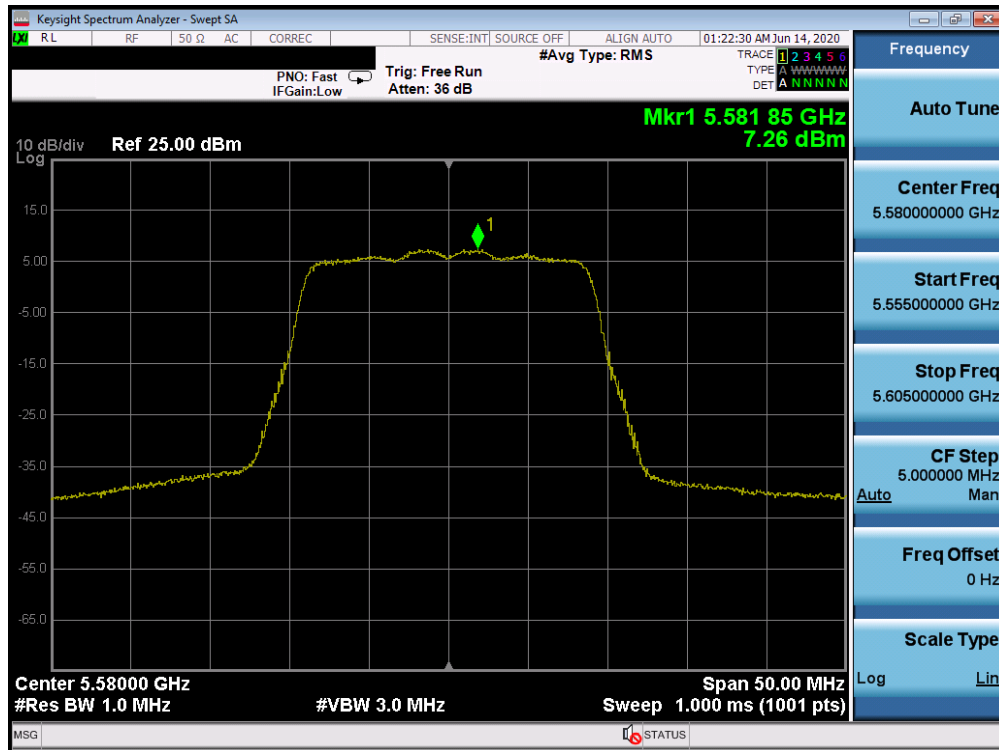 Keysight Spectrum Analyzer - Swept SA
LXI RL RF 50 Ω AC CORREC SENSE:INT SOURCE OFF ALIGN AUTO 01:22:30 AM Jun 14, 2020
PNO: Fast
IFGain:Low
Trig: Free Run
Atten: 36 dB
#Avg Type: RMS
TRACE 1 2 3 4 5 6
TYPE A WWWWW
DET A N N N N N
Mkr1 5.581 85 GHz
7.26 dBm
10 dB/div
Log
Ref 25.00 dBm
1
15.0
5.00
-5.00
-15.0
-25.0
-35.0
-45.0
-55.0
-65.0
Center 5.58000 GHz
#Res BW 1.0 MHz
#VBW 3.0 MHz
Span 50.00 MHz
Sweep 1.000 ms (1001 pts)
MSG
STATUS
Frequency
Auto Tune
Center Freq
5.580000000 GHz
Start Freq
5.555000000 GHz
Stop Freq
5.605000000 GHz
CF Step
5.000000 MHz
Auto Man
Freq Offset
0 Hz
Scale Type
Log Lin